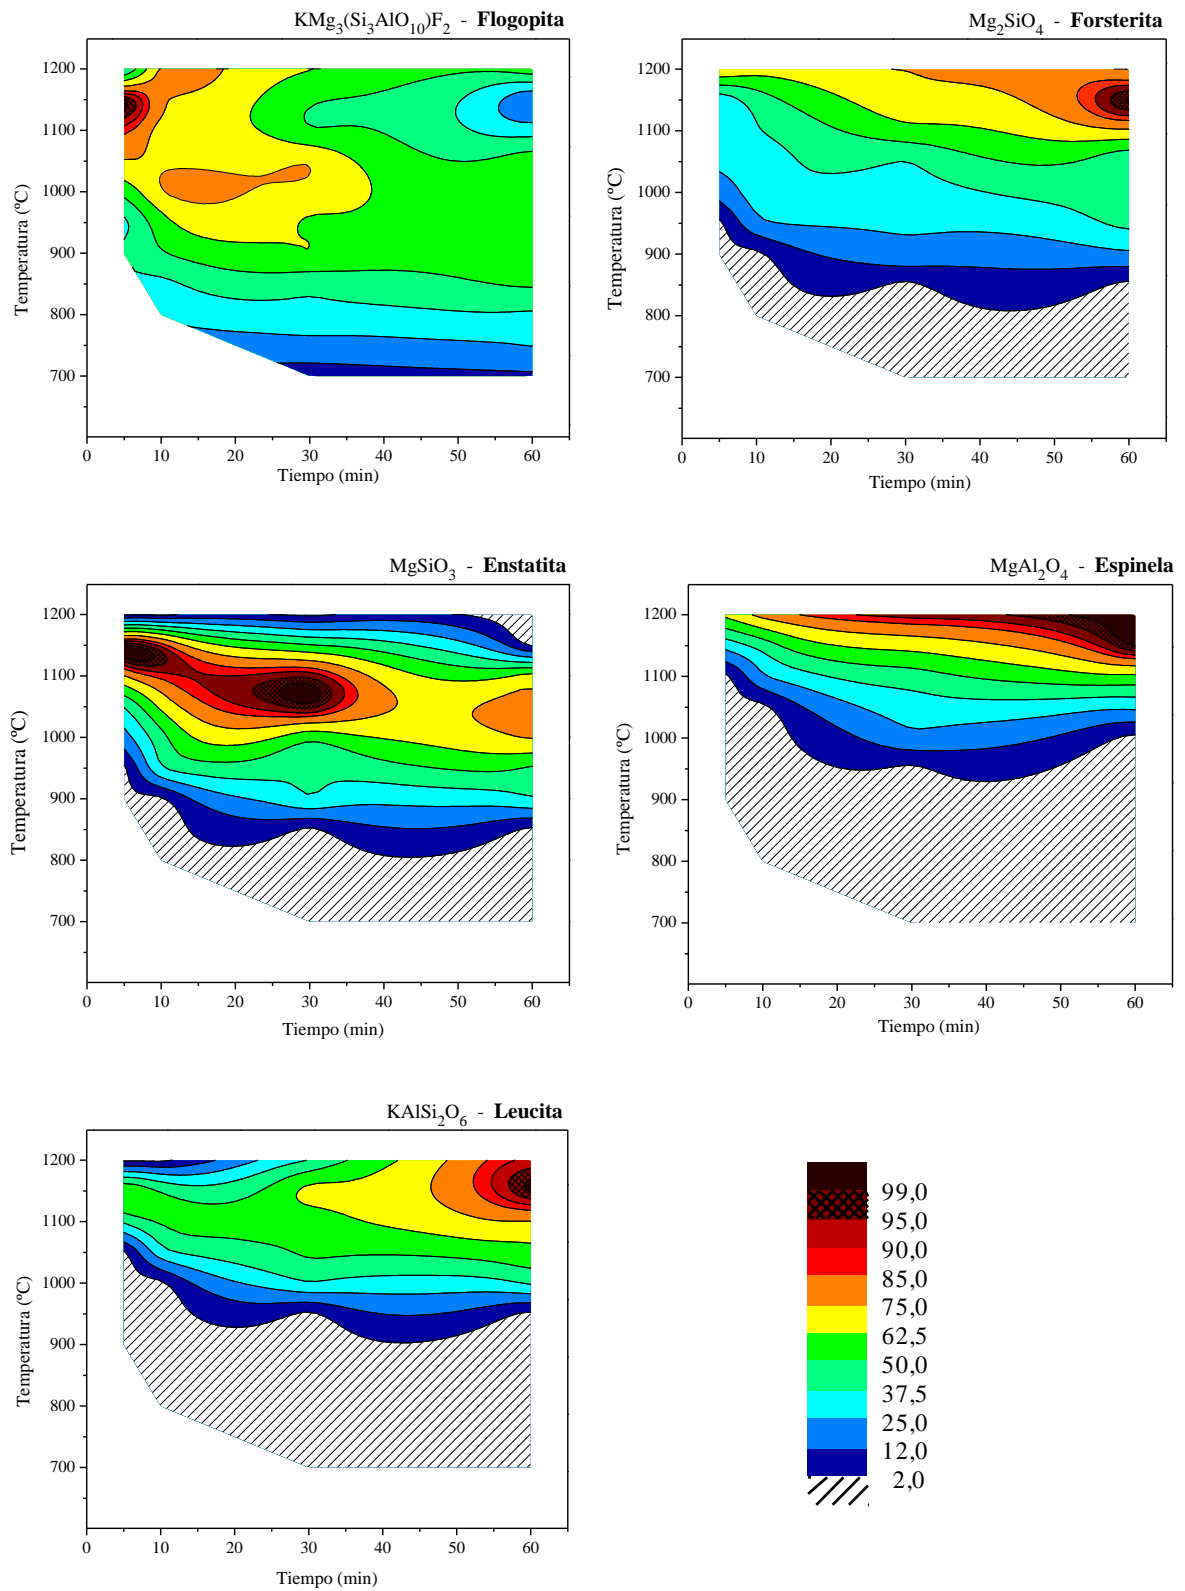 KMg3(Si3AlO10)F2 - Flogopita
1200
1100
1000
900
800
700
0 10 20 30 40 50 60
Temperatura (ºC)
Tiempo (min)
Mg2SiO4 - Forsterita
1200
1100
1000
900
800
700
0 10 20 30 40 50 60
Temperatura (ºC)
Tiempo (min)
MgSiO3 - Enstatita
1200
1100
1000
900
800
700
0 10 20 30 40 50 60
Temperatura (ºC)
Tiempo (min)
MgAl2O4 - Espinela
1200
1100
1000
900
800
700
0 10 20 30 40 50 60
Temperatura (ºC)
Tiempo (min)
KAlSi2O6 - Leucita
1200
1100
1000
900
800
700
0 10 20 30 40 50 60
Temperatura (ºC)
Tiempo (min)
99,0
95,0
90,0
85,0
75,0
62,5
50,0
37,5
25,0
12,0
2,0